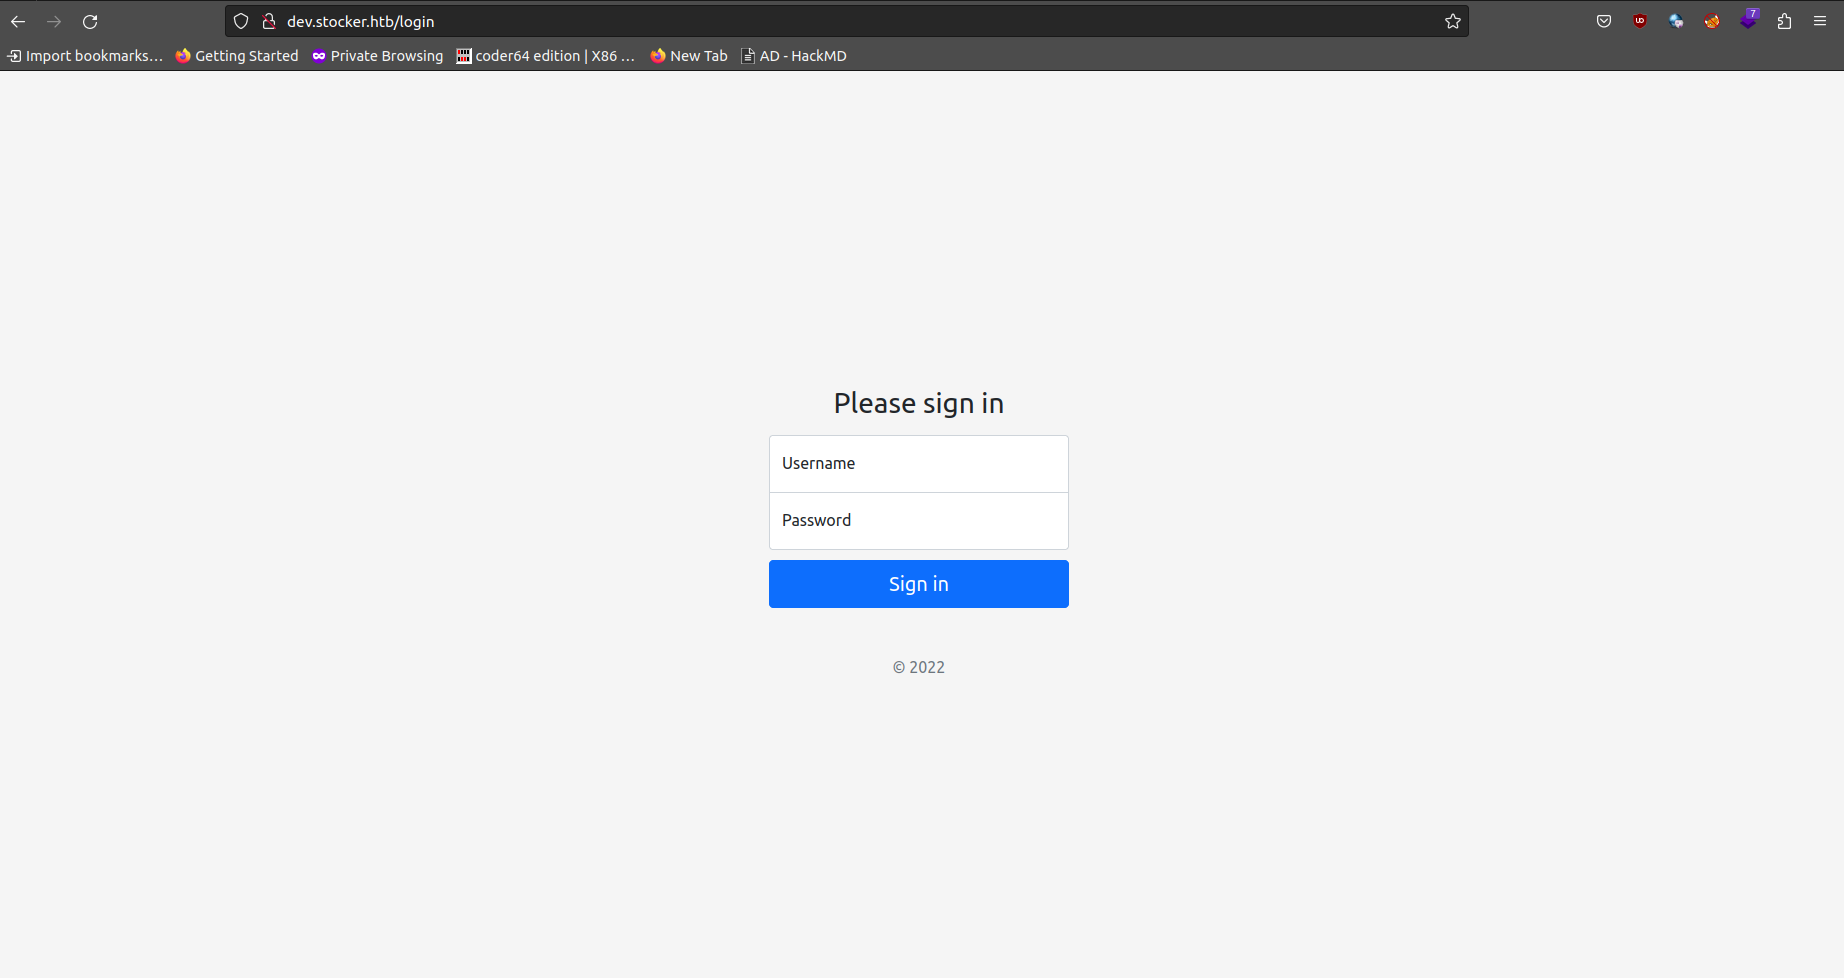 dev.stocker.htb/login
7
Import bookmarks… Getting Started Private Browsing coder64 edition | X86 … New Tab AD - HackMD
Please sign in
Username
Password
Sign in
© 2022